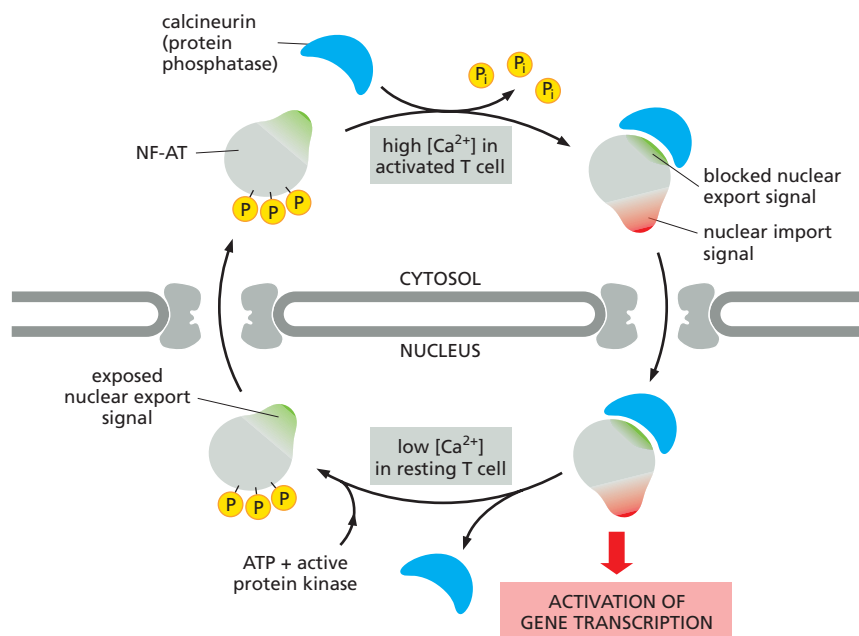 calcineurin
(protein
phosphatase)
Pi
Pi
Pi
NF-AT
high [Ca2+] in
activated T cell
P
P
P
blocked nuclear
export signal
nuclear import
signal
CYTOSOL
NUCLEUS
exposed
nuclear export
signal
low [Ca2+]
in resting T cell
P
P
P
ATP + active
protein kinase
ACTIVATION OF
GENE TRANSCRIPTION